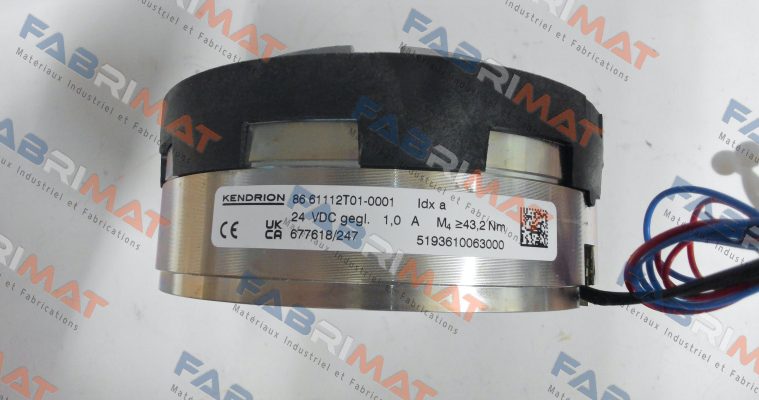 KENDRION 86 61112T01-0001 Idx a
24 VDC gegl. 1,0 A M4 ≥43,2 Nm
CE UK CA 677618/247 5193610063000
FABRIMAT
Matériaux Industriel et Fabrications